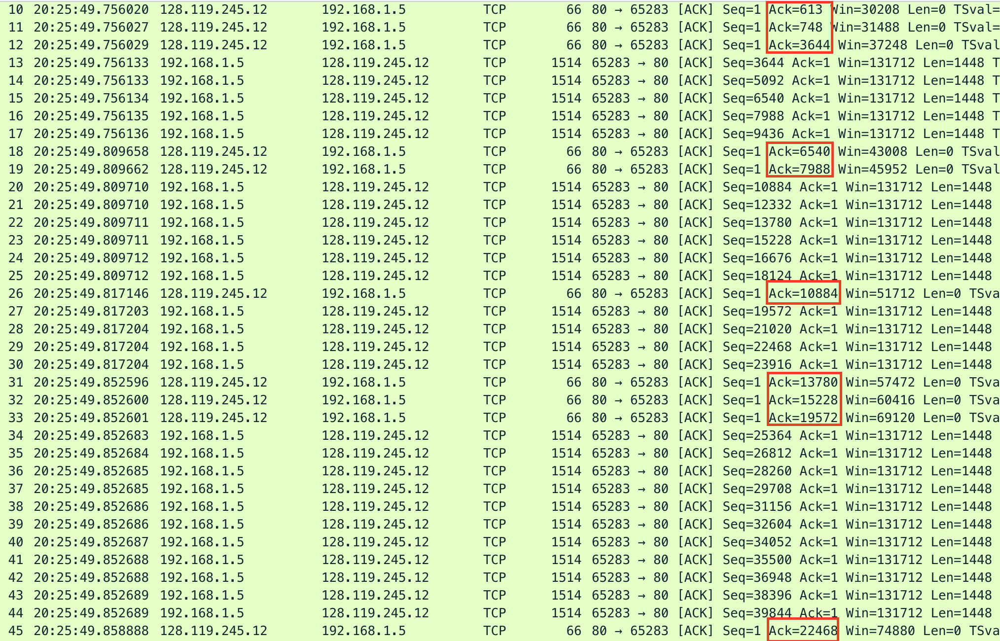 10 20:25:49.756020 128.119.245.12 192.168.1.5 TCP 66 80 → 65283 [ACK] Seq=1 Ack=613 Win=30208 Len=0 TSval=
11 20:25:49.756027 128.119.245.12 192.168.1.5 TCP 66 80 → 65283 [ACK] Seq=1 Ack=748 Win=31488 Len=0 TSval=
12 20:25:49.756029 128.119.245.12 192.168.1.5 TCP 66 80 → 65283 [ACK] Seq=1 Ack=3644 Win=37248 Len=0 TSval
13 20:25:49.756133 192.168.1.5 128.119.245.12 TCP 1514 65283 → 80 [ACK] Seq=3644 Ack=1 Win=131712 Len=1448 T
14 20:25:49.756133 192.168.1.5 128.119.245.12 TCP 1514 65283 → 80 [ACK] Seq=5092 Ack=1 Win=131712 Len=1448 T
15 20:25:49.756134 192.168.1.5 128.119.245.12 TCP 1514 65283 → 80 [ACK] Seq=6540 Ack=1 Win=131712 Len=1448 T
16 20:25:49.756135 192.168.1.5 128.119.245.12 TCP 1514 65283 → 80 [ACK] Seq=7988 Ack=1 Win=131712 Len=1448 T
17 20:25:49.756136 192.168.1.5 128.119.245.12 TCP 1514 65283 → 80 [ACK] Seq=9436 Ack=1 Win=131712 Len=1448 T
18 20:25:49.809658 128.119.245.12 192.168.1.5 TCP 66 80 → 65283 [ACK] Seq=1 Ack=6540 Win=43008 Len=0 TSval
19 20:25:49.809662 128.119.245.12 192.168.1.5 TCP 66 80 → 65283 [ACK] Seq=1 Ack=7988 Win=45952 Len=0 TSval
20 20:25:49.809710 192.168.1.5 128.119.245.12 TCP 1514 65283 → 80 [ACK] Seq=10884 Ack=1 Win=131712 Len=1448
21 20:25:49.809710 192.168.1.5 128.119.245.12 TCP 1514 65283 → 80 [ACK] Seq=12332 Ack=1 Win=131712 Len=1448
22 20:25:49.809711 192.168.1.5 128.119.245.12 TCP 1514 65283 → 80 [ACK] Seq=13780 Ack=1 Win=131712 Len=1448
23 20:25:49.809711 192.168.1.5 128.119.245.12 TCP 1514 65283 → 80 [ACK] Seq=15228 Ack=1 Win=131712 Len=1448
24 20:25:49.809712 192.168.1.5 128.119.245.12 TCP 1514 65283 → 80 [ACK] Seq=16676 Ack=1 Win=131712 Len=1448
25 20:25:49.809712 192.168.1.5 128.119.245.12 TCP 1514 65283 → 80 [ACK] Seq=18124 Ack=1 Win=131712 Len=1448
26 20:25:49.817146 128.119.245.12 192.168.1.5 TCP 66 80 → 65283 [ACK] Seq=1 Ack=10884 Win=51712 Len=0 TSva
27 20:25:49.817203 192.168.1.5 128.119.245.12 TCP 1514 65283 → 80 [ACK] Seq=19572 Ack=1 Win=131712 Len=1448
28 20:25:49.817204 192.168.1.5 128.119.245.12 TCP 1514 65283 → 80 [ACK] Seq=21020 Ack=1 Win=131712 Len=1448
29 20:25:49.817204 192.168.1.5 128.119.245.12 TCP 1514 65283 → 80 [ACK] Seq=22468 Ack=1 Win=131712 Len=1448
30 20:25:49.817204 192.168.1.5 128.119.245.12 TCP 1514 65283 → 80 [ACK] Seq=23916 Ack=1 Win=131712 Len=1448
31 20:25:49.852596 128.119.245.12 192.168.1.5 TCP 66 80 → 65283 [ACK] Seq=1 Ack=13780 Win=57472 Len=0 TSva
32 20:25:49.852600 128.119.245.12 192.168.1.5 TCP 66 80 → 65283 [ACK] Seq=1 Ack=15228 Win=60416 Len=0 TSva
33 20:25:49.852601 128.119.245.12 192.168.1.5 TCP 66 80 → 65283 [ACK] Seq=1 Ack=19572 Win=69120 Len=0 TSva
34 20:25:49.852683 192.168.1.5 128.119.245.12 TCP 1514 65283 → 80 [ACK] Seq=25364 Ack=1 Win=131712 Len=1448
35 20:25:49.852684 192.168.1.5 128.119.245.12 TCP 1514 65283 → 80 [ACK] Seq=26812 Ack=1 Win=131712 Len=1448
36 20:25:49.852685 192.168.1.5 128.119.245.12 TCP 1514 65283 → 80 [ACK] Seq=28260 Ack=1 Win=131712 Len=1448
37 20:25:49.852685 192.168.1.5 128.119.245.12 TCP 1514 65283 → 80 [ACK] Seq=29708 Ack=1 Win=131712 Len=1448
38 20:25:49.852686 192.168.1.5 128.119.245.12 TCP 1514 65283 → 80 [ACK] Seq=31156 Ack=1 Win=131712 Len=1448
39 20:25:49.852686 192.168.1.5 128.119.245.12 TCP 1514 65283 → 80 [ACK] Seq=32604 Ack=1 Win=131712 Len=1448
40 20:25:49.852687 192.168.1.5 128.119.245.12 TCP 1514 65283 → 80 [ACK] Seq=34052 Ack=1 Win=131712 Len=1448
41 20:25:49.852688 192.168.1.5 128.119.245.12 TCP 1514 65283 → 80 [ACK] Seq=35500 Ack=1 Win=131712 Len=1448
42 20:25:49.852688 192.168.1.5 128.119.245.12 TCP 1514 65283 → 80 [ACK] Seq=36948 Ack=1 Win=131712 Len=1448
43 20:25:49.852689 192.168.1.5 128.119.245.12 TCP 1514 65283 → 80 [ACK] Seq=38396 Ack=1 Win=131712 Len=1448
44 20:25:49.852689 192.168.1.5 128.119.245.12 TCP 1514 65283 → 80 [ACK] Seq=39844 Ack=1 Win=131712 Len=1448
45 20:25:49.858888 128.119.245.12 192.168.1.5 TCP 66 80 → 65283 [ACK] Seq=1 Ack=22468 Win=74880 Len=0 TSva